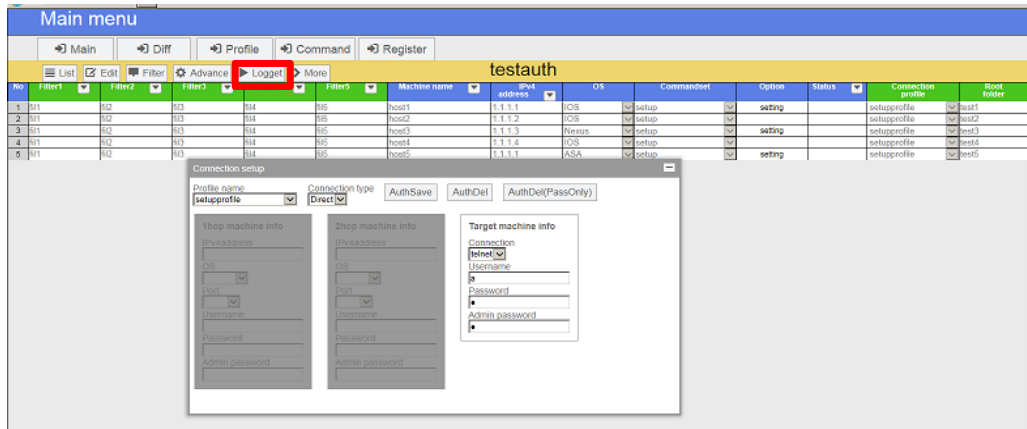 Main menu
Main Diff Profile Command Register
List Edit Filter Advance Logget More testauth
No Filter1 Filter2 Filter3 Filter5 Machine name IPv4 address OS Commandset Option Status Connection profile Root folder
1 fil1 fil2 fil3 fil4 fil5 host1 1.1.1.1 IOS setup setting setupprofile test1
2 fil1 fil2 fil3 fil4 fil5 host2 1.1.1.2 IOS setup setupprofile test2
3 fil1 fil2 fil3 fil4 fil5 host3 1.1.1.3 Nexus setup setting setupprofile test3
4 fil1 fil2 fil3 fil4 fil5 host4 1.1.1.4 IOS setup setupprofile test4
5 fil1 fil2 fil3 fil4 fil5 host5 1.1.1.1 ASA setup setting setupprofile test5
Connection setup
Profile name Connection type
setupprofile Direct AuthSave AuthDel AuthDel(PassOnly)
1hop machine info 2hop machine info Target machine info
IPv4address IPv4address Connection
telnet
OS OS Username
a
Port Port Password
Username Username Admin password
Password Password
Admin password Admin password